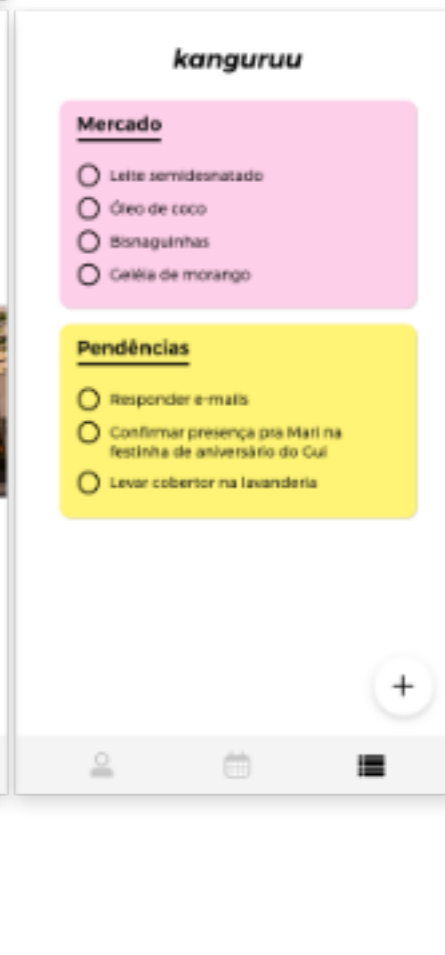 kanguruu
Mercado
Leite semidesnatado
Óleo de coco
Bisnaguinhas
Geléia de morango
Pendências
Responder e-mails
Confirmar presença pra Mari na
festinha de aniversário do Gui
Levar cobertor na lavanderia
+